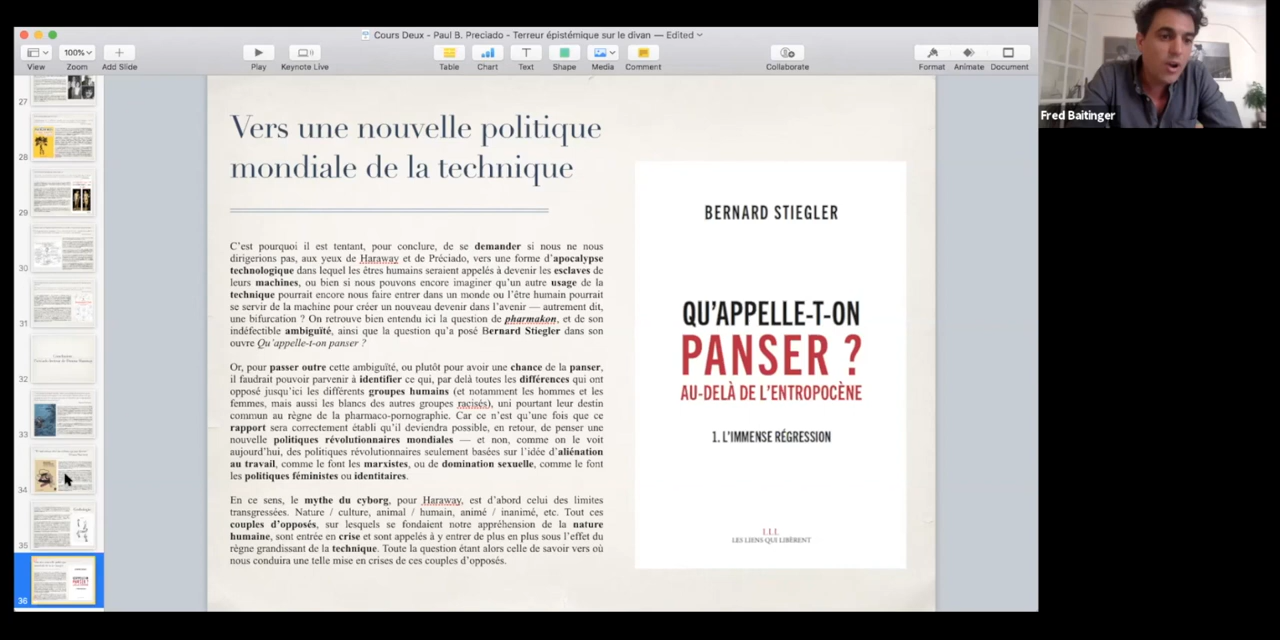 Cours Deux - Paul B. Preciado - Terreur épistémique sur le divan — Edited
100%
View Zoom Add Slide Play Keynote Live Table Chart Text Shape Media Comment Collaborate Format Animate Document
Fred Baitinger
27
28
29
30
31
32
33
34
35
36
Vers une nouvelle politique
mondiale de la technique
C’est pourquoi il est tentant, pour conclure, de se demander si nous ne nous
dirigerions pas, aux yeux de Haraway et de Préciado, vers une forme d’apocalypse
technologique dans lequel les êtres humains seraient appelés à devenir les esclaves de
leurs machines, ou bien si nous pouvons encore imaginer qu’un autre usage de la
technique pourrait encore nous faire entrer dans un monde ou l’être humain pourrait
se servir de la machine pour créer un nouveau devenir dans l’avenir — autrement dit,
une bifurcation ? On retrouve bien entendu ici la question de pharmakon, et de son
indéfectible ambiguïté, ainsi que la question qu’a posé Bernard Stiegler dans son
ouvre Qu’appelle-t-on panser ?
Or, pour passer outre cette ambiguïté, ou plutôt pour avoir une chance de la panser,
il faudrait pouvoir parvenir à identifier ce qui, par delà toutes les différences qui ont
opposé jusqu’ici les différents groupes humains (et notamment les hommes et les
femmes, mais aussi les blancs des autres groupes racisés), uni pourtant leur destin
commun au règne de la pharmaco-pornographie. Car ce n’est qu’une fois que ce
rapport sera correctement établi qu’il deviendra possible, en retour, de penser une
nouvelle politiques révolutionnaires mondiales — et non, comme on le voit
aujourd’hui, des politiques révolutionnaires seulement basées sur l’idée d’aliénation
au travail, comme le font les marxistes, ou de domination sexuelle, comme le font
les politiques féministes ou identitaires.
En ce sens, le mythe du cyborg, pour Haraway, est d’abord celui des limites
transgressées. Nature / culture, animal / humain, animé / inanimé, etc. Tout ces
couples d’opposés, sur lesquels se fondaient notre appréhension de la nature
humaine, sont entrée en crise et sont appelés à y entrer de plus en plus sous l’effet du
règne grandissant de la technique. Toute la question étant alors celle de savoir vers où
nous conduira une telle mise en crises de ces couples d’opposés.
BERNARD STIEGLER
QU’APPELLE-T-ON
PANSER ?
AU-DELÀ DE L’ENTROPOCÈNE
1. L’IMMENSE RÉGRESSION
LLL
LES LIENS QUI LIBÈRENT